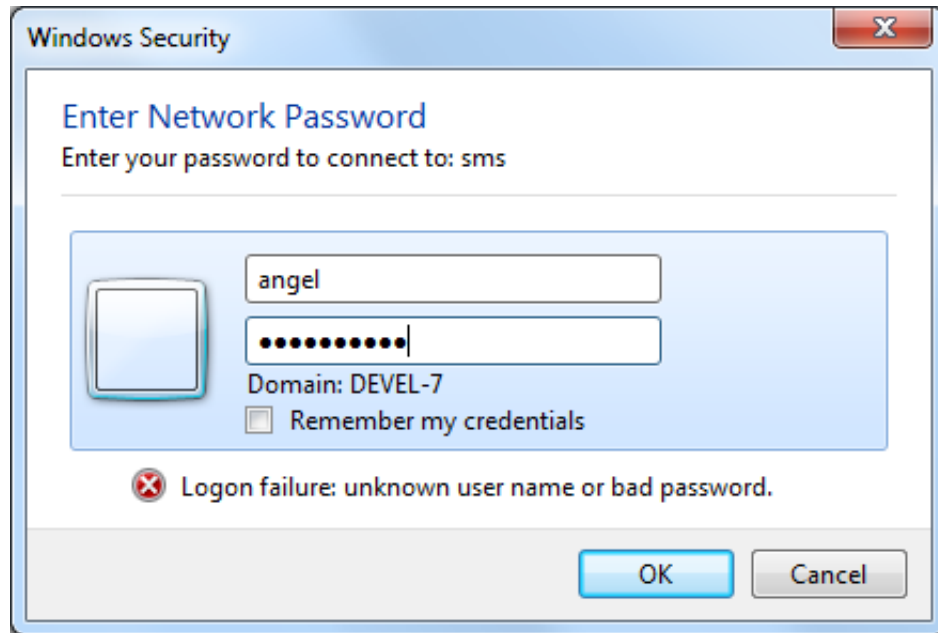 Windows Security
Enter Network Password
Enter your password to connect to: sms
angel
●●●●●●●●●●
Domain: DEVEL-7
Remember my credentials
Logon failure: unknown user name or bad password.
OK Cancel